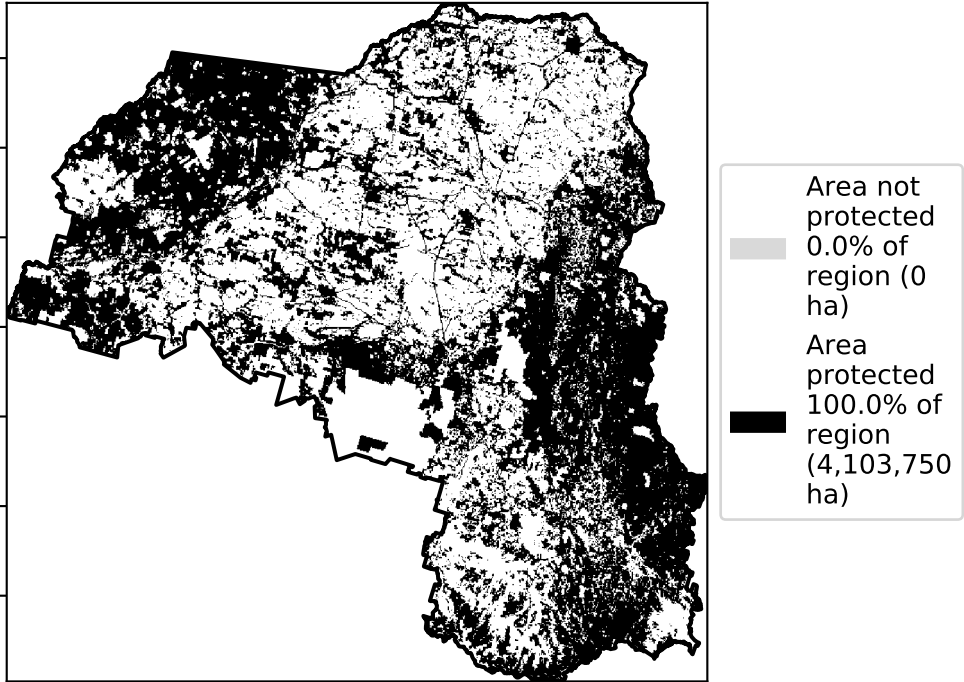 Area not
protected
0.0% of
region (0
ha)
Area
protected
100.0% of
region
(4,103,750
ha)